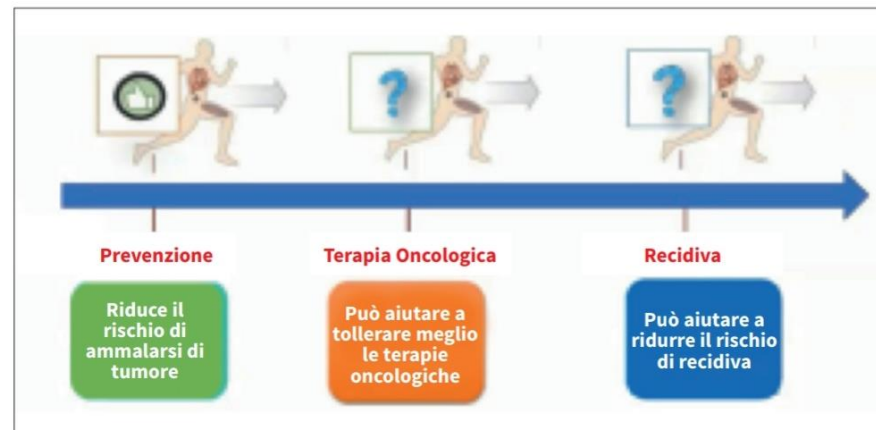 ?
?
Prevenzione
Terapia Oncologica
Recidiva
Riduce il
rischio di
ammalarsi di
tumore
Può aiutare a
tollerare meglio
le terapie
oncologiche
Può aiutare a
ridurre il rischio
di recidiva